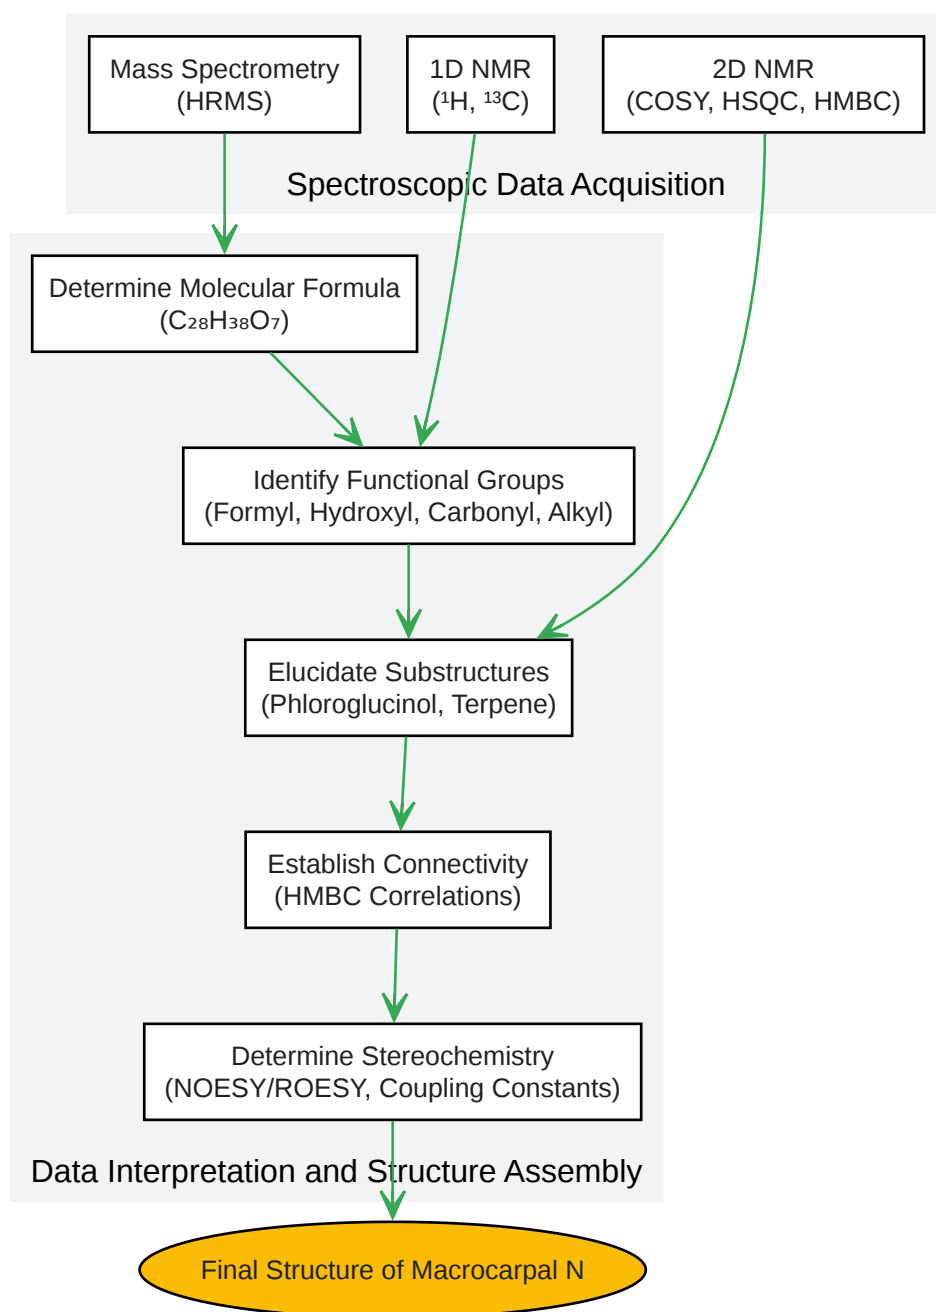 Mass Spectrometry
(HRMS)
1D NMR
(¹H, ¹³C)
2D NMR
(COSY, HSQC, HMBC)
Spectroscopic Data Acquisition
Determine Molecular Formula
(C₂₈H₃₈O₇)
Identify Functional Groups
(Formyl, Hydroxyl, Carbonyl, Alkyl)
Elucidate Substructures
(Phloroglucinol, Terpene)
Establish Connectivity
(HMBC Correlations)
Determine Stereochemistry
(NOESY/ROESY, Coupling Constants)
Data Interpretation and Structure Assembly
Final Structure of Macrocarpal N